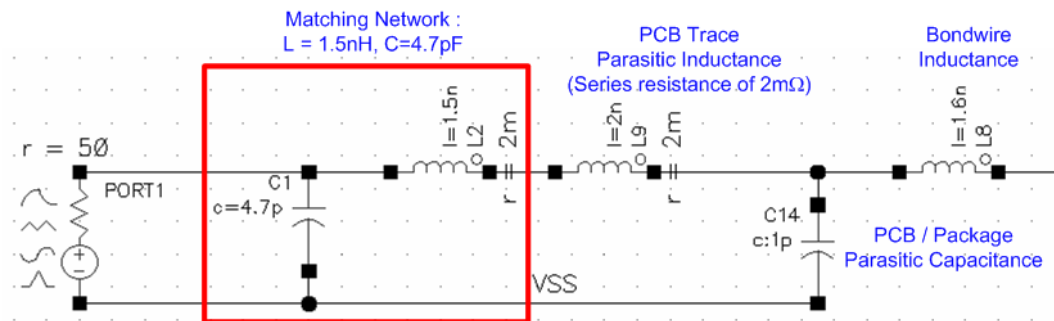 Matching Network :
L = 1.5nH, C=4.7pF
PCB Trace
Parasitic Inductance
(Series resistance of 2mΩ)
Bondwire
Inductance
r = 50
PORT1
C1
c=4.7p
l=1.5n
L2
r=2m
l=2n
L9
r=2m
C14
c:1p
l=1.6n
L8
PCB / Package
Parasitic Capacitance
VSS